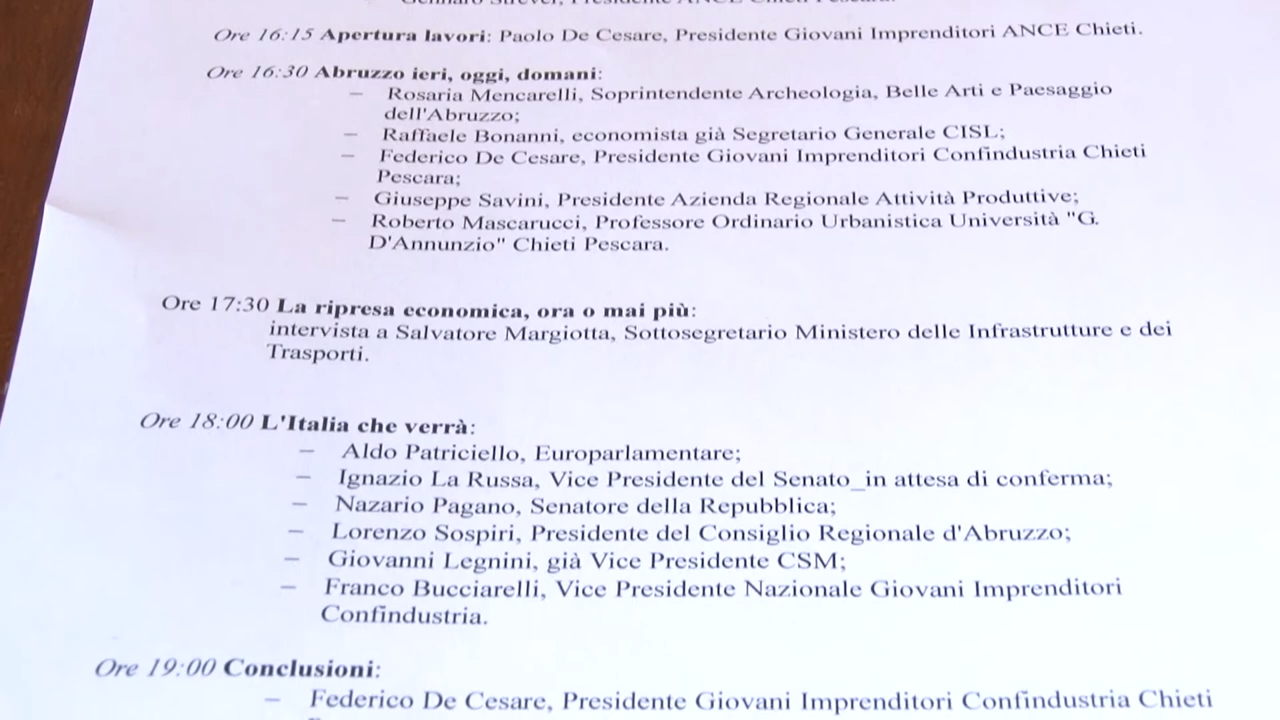 Gennaro Strever, Presidente ANCE Chieti Pescara.
Ore 16:15 Apertura lavori: Paolo De Cesare, Presidente Giovani Imprenditori ANCE Chieti.
Ore 16:30 Abruzzo ieri, oggi, domani:
– Rosaria Mencarelli, Soprintendente Archeologia, Belle Arti e Paesaggio
dell'Abruzzo;
– Raffaele Bonanni, economista già Segretario Generale CISL;
– Federico De Cesare, Presidente Giovani Imprenditori Confindustria Chieti
Pescara;
– Giuseppe Savini, Presidente Azienda Regionale Attività Produttive;
– Roberto Mascarucci, Professore Ordinario Urbanistica Università "G.
D'Annunzio" Chieti Pescara.
Ore 17:30 La ripresa economica, ora o mai più:
intervista a Salvatore Margiotta, Sottosegretario Ministero delle Infrastrutture e dei
Trasporti.
Ore 18:00 L'Italia che verrà:
– Aldo Patriciello, Europarlamentare;
– Ignazio La Russa, Vice Presidente del Senato_in attesa di conferma;
– Nazario Pagano, Senatore della Repubblica;
– Lorenzo Sospiri, Presidente del Consiglio Regionale d'Abruzzo;
– Giovanni Legnini, già Vice Presidente CSM;
– Franco Bucciarelli, Vice Presidente Nazionale Giovani Imprenditori
Confindustria.
Ore 19:00 Conclusioni:
– Federico De Cesare, Presidente Giovani Imprenditori Confindustria Chieti